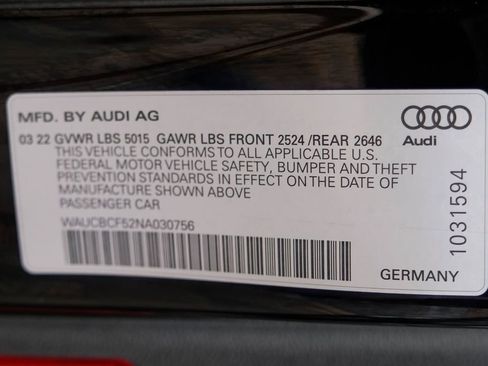 MFD. BY AUDI AG
03 22 GVWR LBS 5015 GAWR LBS FRONT 2524 /REAR 2646
THIS VEHICLE CONFORMS TO ALL APPLICABLE U.S.
FEDERAL MOTOR VEHICLE SAFETY, BUMPER AND THEFT
PREVENTION STANDARDS IN EFFECT ON THE DATE OF
MANUFACTURE SHOWN ABOVE
PASSENGER CAR
WAUCBCF52NA030756
Audi
1031594
GERMANY